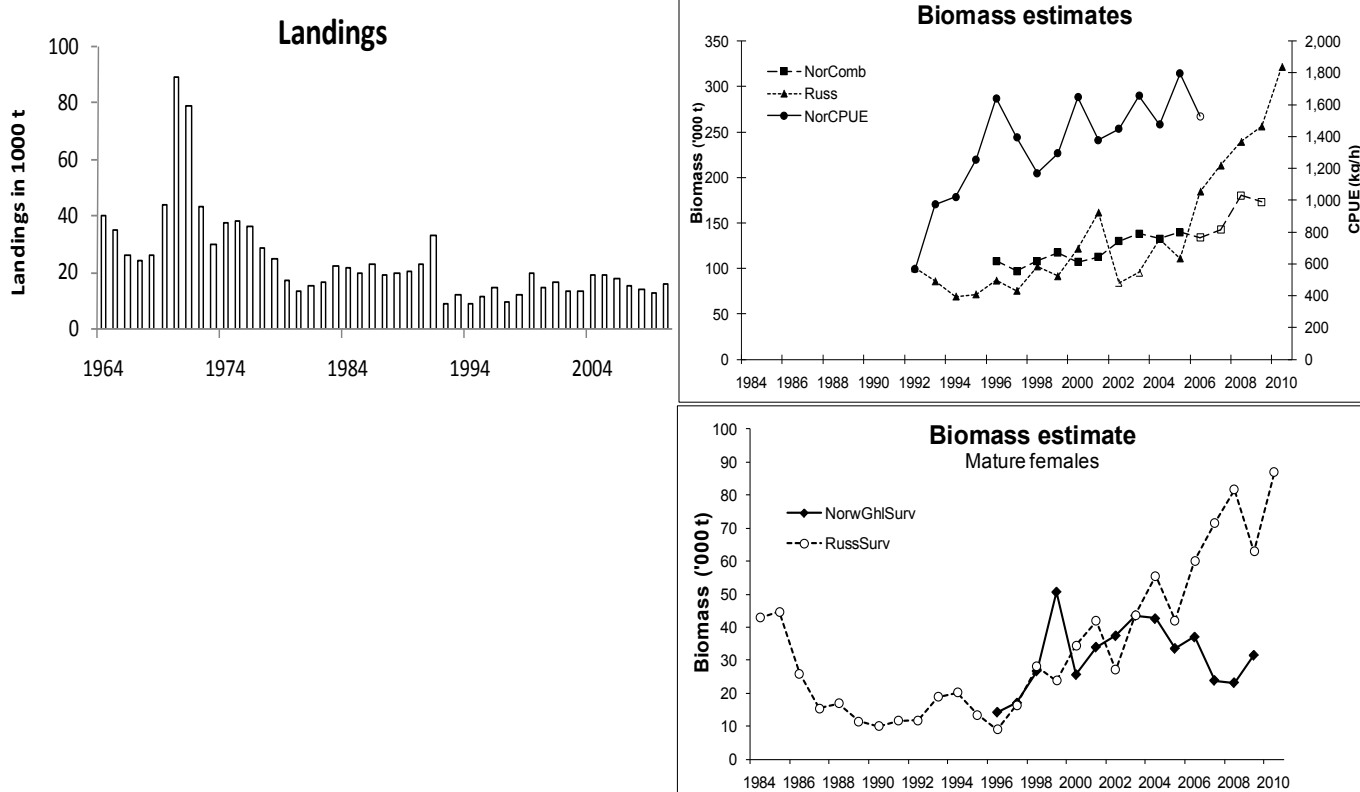 Landings
Landings in 1000 t
100
80
60
40
20
0
1964 1974 1984 1994 2004
Biomass estimates
Biomass ('000 t)
350
300
250
200
150
100
50
0
NorComb
Russ
NorCPUE
2,000
1,800
1,600
1,400
1,200
1,000
800
600
400
200
0
CPUE (kg/h)
1984 1986 1988 1990 1992 1994 1996 1998 2000 2002 2004 2006 2008 2010
Biomass estimate
Mature females
Biomass ('000 t)
100
90
80
70
60
50
40
30
20
10
0
NorwGhlSurv
RussSurv
1984 1986 1988 1990 1992 1994 1996 1998 2000 2002 2004 2006 2008 2010